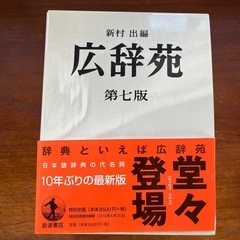 新村 出編
広辞苑
第七版
辞典といえば広辞苑
日本語辞典の代名詞
10年ぶりの最新版
堂々登場
岩波書店